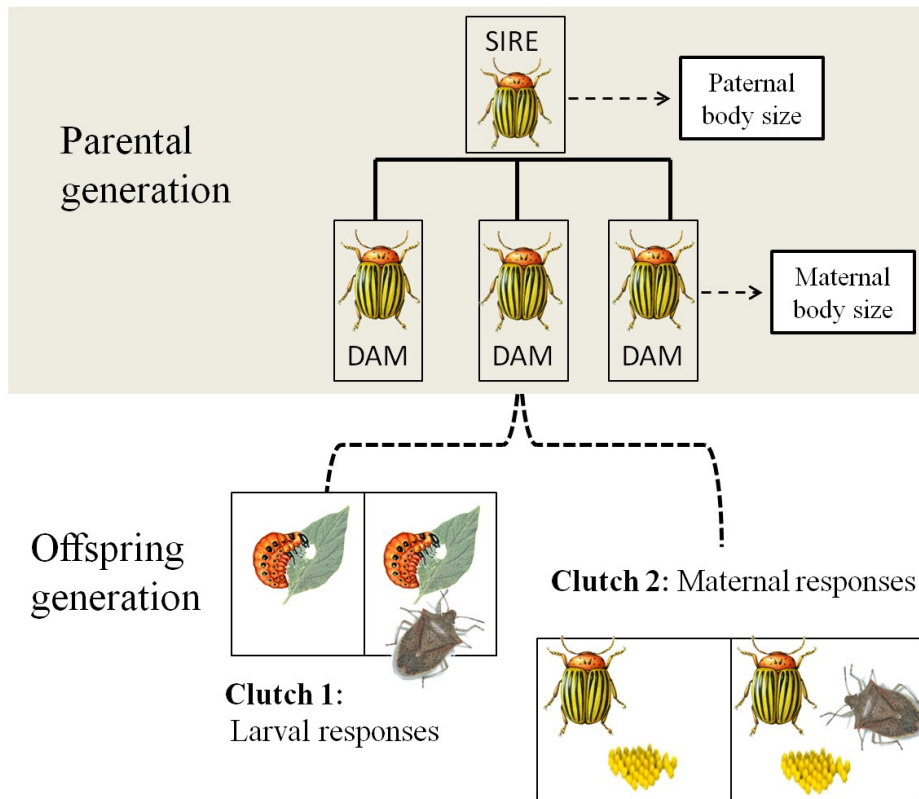 SIRE
Paternal
body size
Parental
generation
Maternal
body size
DAM
DAM
DAM
Offspring
generation
Clutch 2: Maternal responses
Clutch 1:
Larval responses